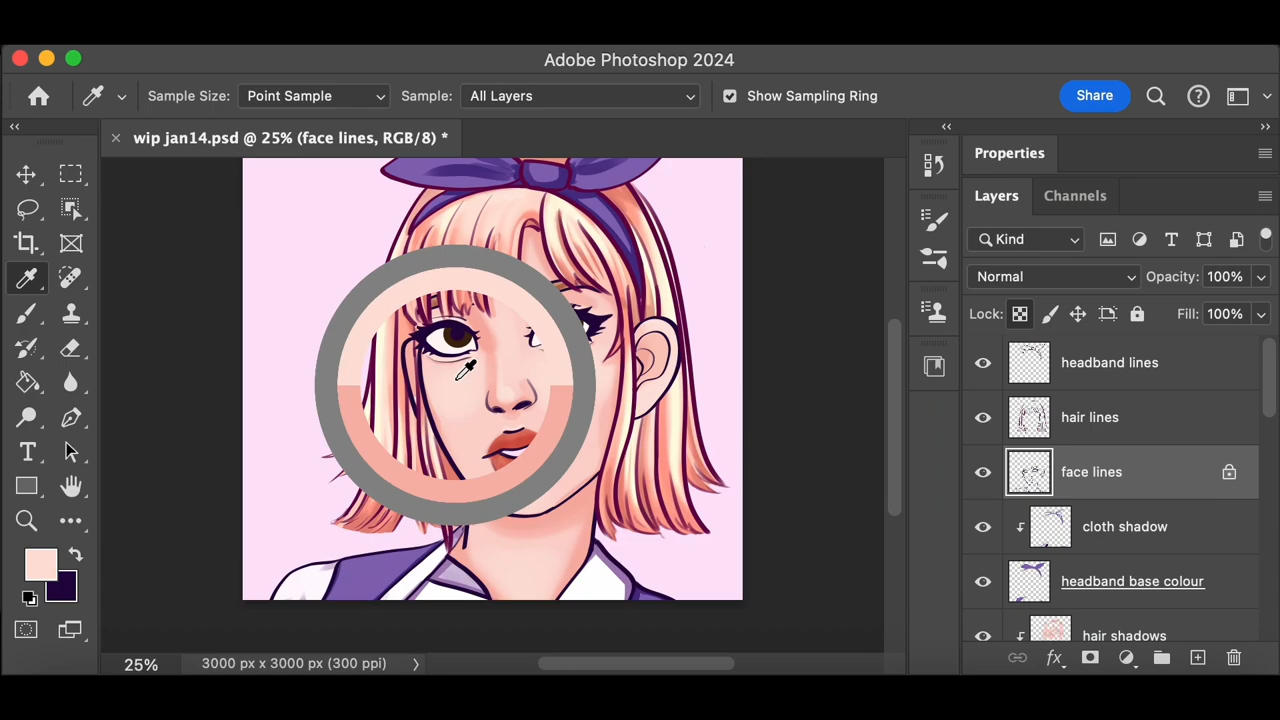 Adobe Photoshop 2024
Sample Size: Point Sample Sample: All Layers Show Sampling Ring Share
wip jan14.psd @ 25% (face lines, RGB/8) *
Properties
Layers Channels
Kind
Normal Opacity: 100%
Lock: Fill: 100%
headband lines
hair lines
face lines
cloth shadow
headband base colour
hair shadows
25% 3000 px x 3000 px (300 ppi)